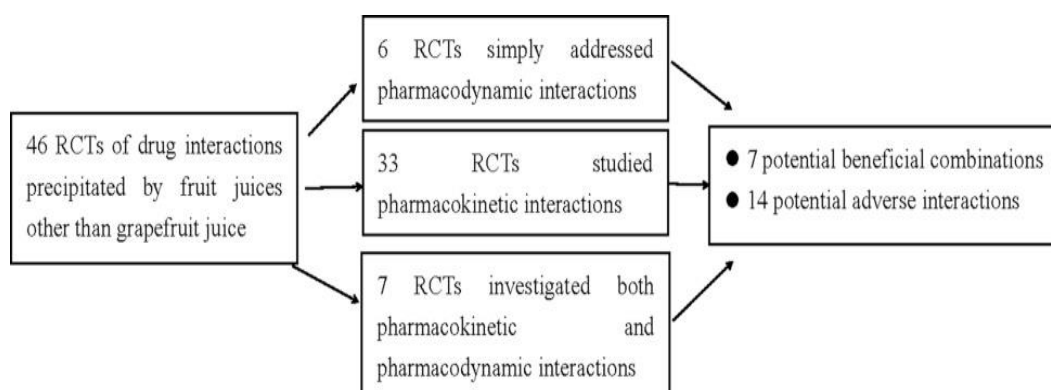 46 RCTs of drug interactions
precipitated by fruit juices
other than grapefruit juice
6 RCTs simply addressed
pharmacodynamic interactions
33 RCTs studied
pharmacokinetic interactions
7 RCTs investigated both
pharmacokinetic and
pharmacodynamic interactions
● 7 potential beneficial combinations
● 14 potential adverse interactions